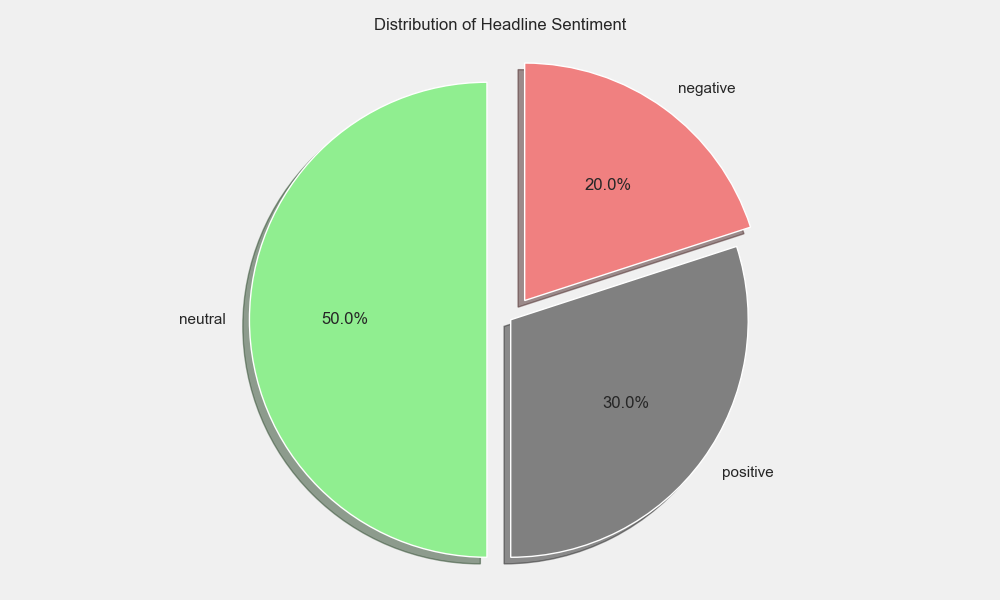 Distribution of Headline Sentiment
negative
20.0%
neutral
50.0%
30.0%
positive